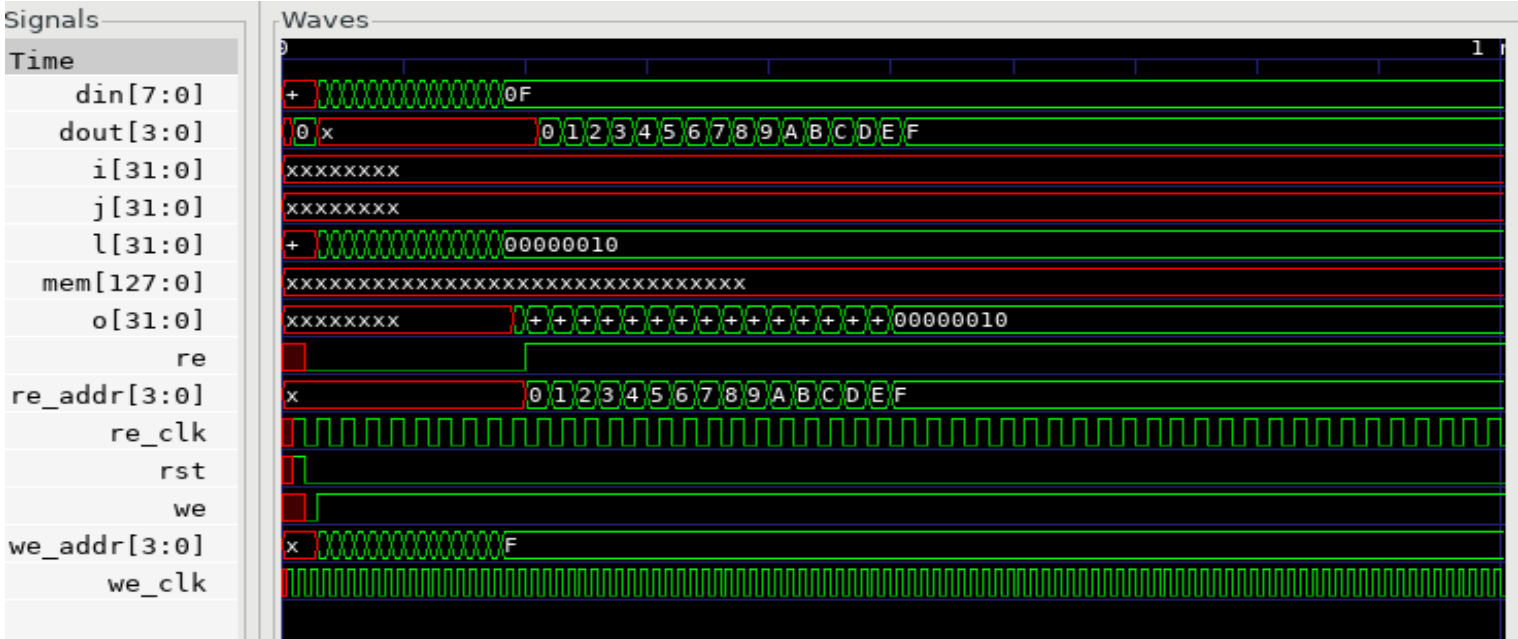 Signals Waves
Time 0 1
din[7:0] + 0F
dout[3:0] 0 x 0 1 2 3 4 5 6 7 8 9 A B C D E F
i[31:0] xxxxxxxx
j[31:0] xxxxxxxx
l[31:0] + 00000010
mem[127:0] xxxxxxxxxxxxxxxxxxxxxxxxxxxxxxxx
o[31:0] xxxxxxxx + + + + + + + + + + + + + + + 00000010
re
re_addr[3:0] x 0 1 2 3 4 5 6 7 8 9 A B C D E F
re_clk
rst
we
we_addr[3:0] x F
we_clk